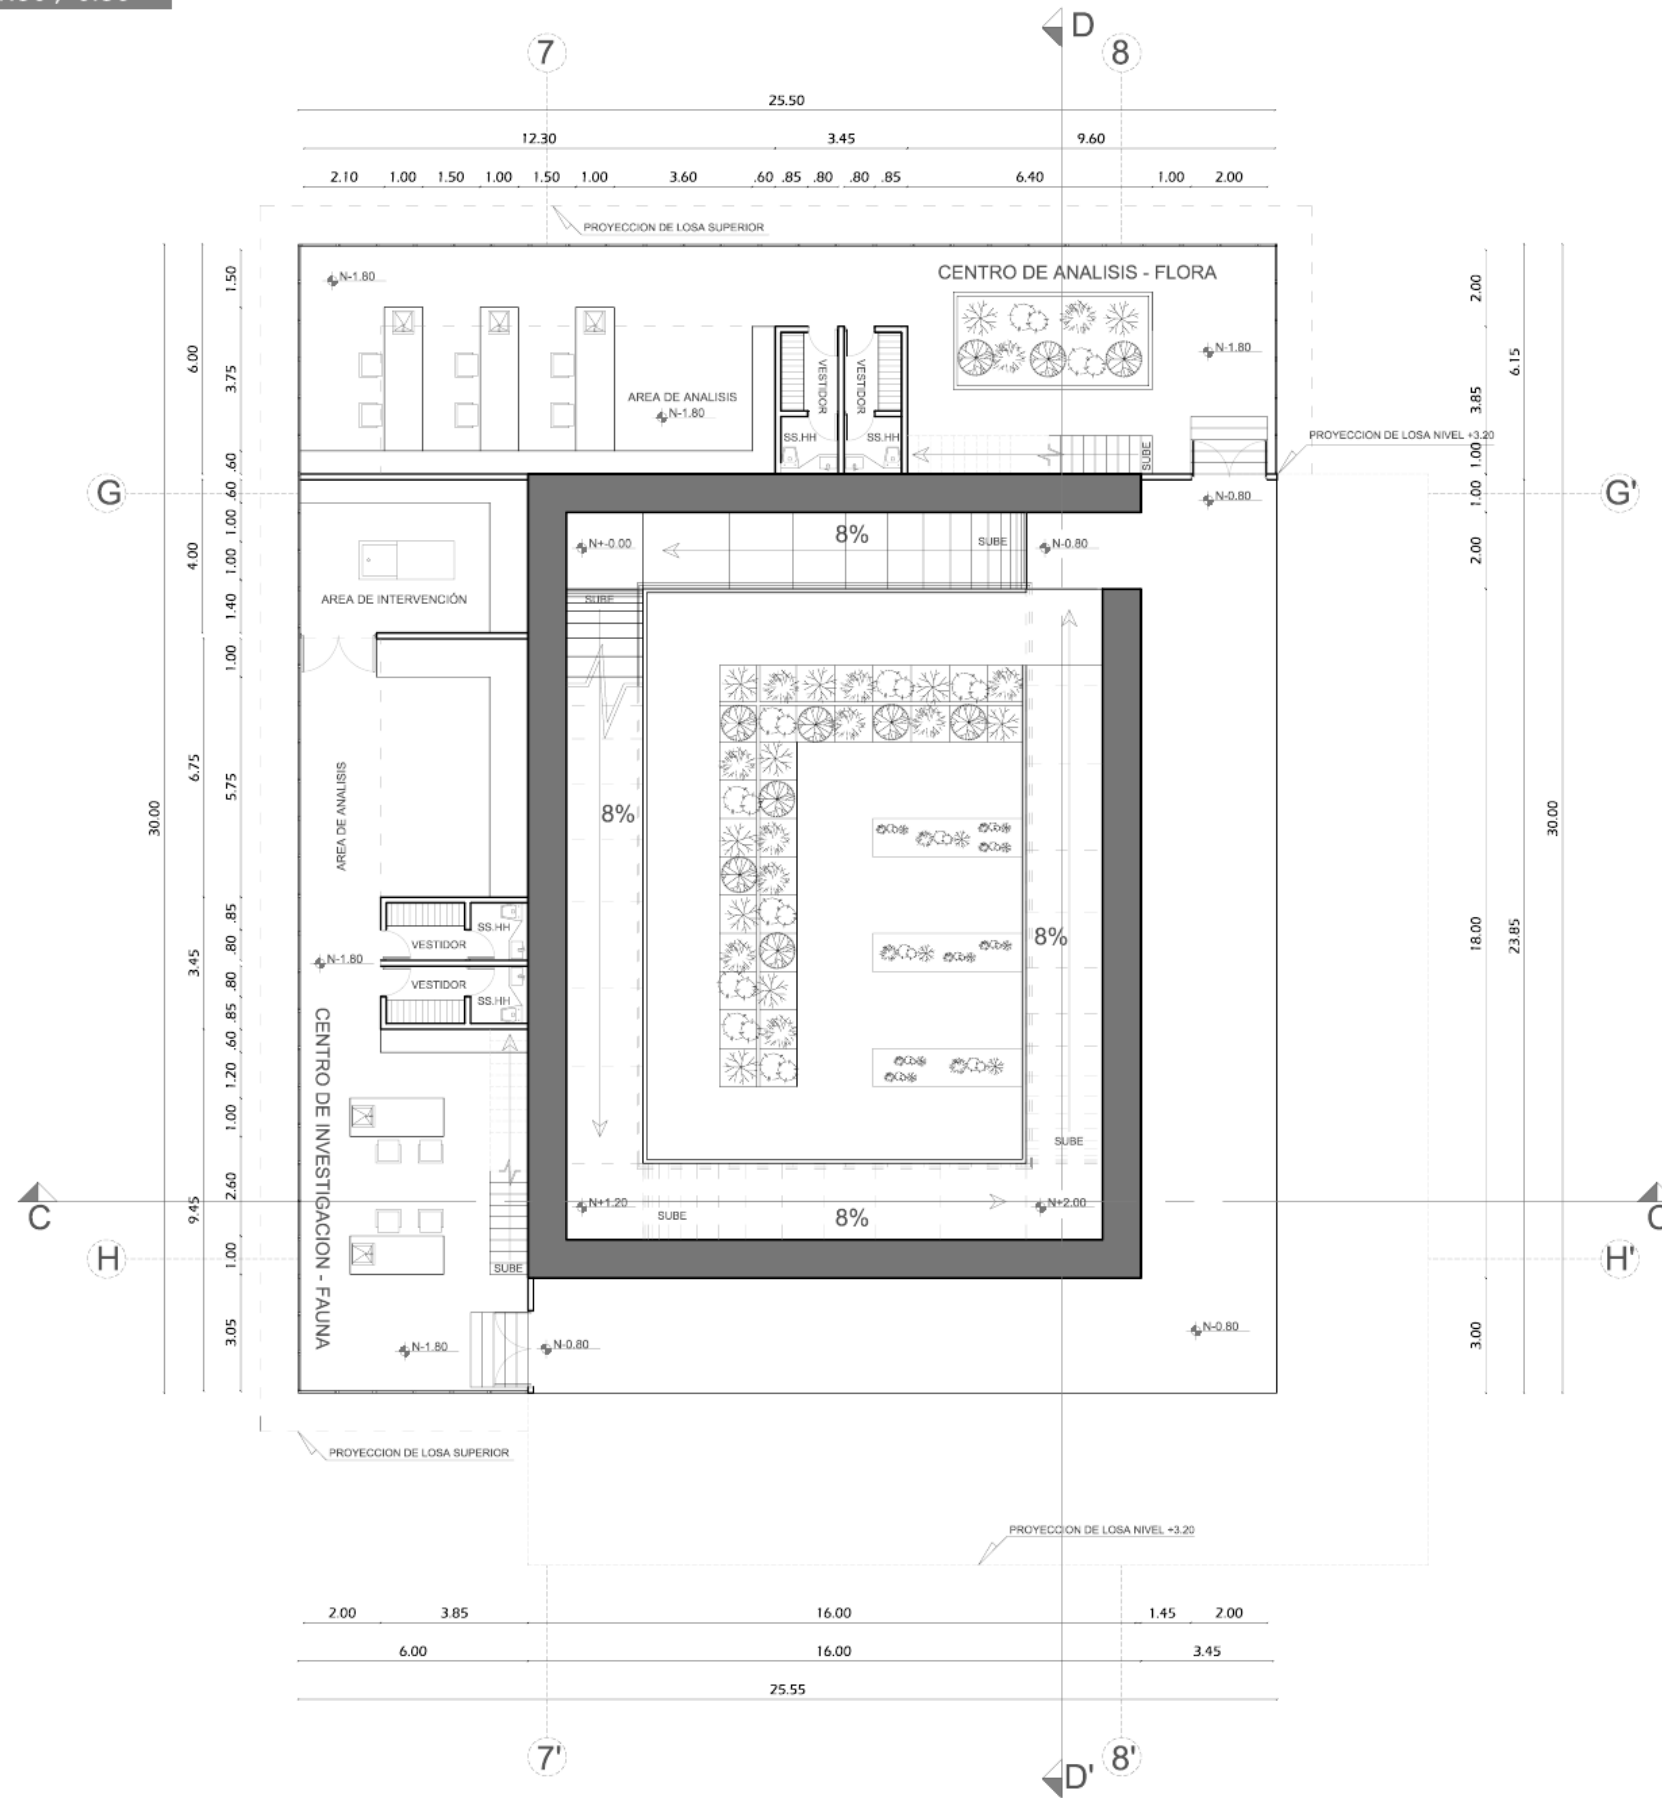 D
7
8
25.50
12.30
3.45
9.60
2.10
1.00
1.50
1.00
1.50
1.00
3.60
.60
.85
.80
.80
.85
6.40
1.00
2.00
PROYECCION DE LOSA SUPERIOR
CENTRO DE ANALISIS - FLORA
N-1.80
1.50
2.00
6.00
3.75
VESTIDOR
VESTIDOR
N-1.80
6.15
AREA DE ANALISIS
N-1.80
3.85
SS.HH
SS.HH
SUBE
PROYECCION DE LOSA NIVEL +3.20
.60
1.00
G
.60
N-0.80
1.00
G'
1.00
8%
N+-0.00
SUBE
N-0.80
4.00
1.00
2.00
AREA DE INTERVENCIÓN
1.40
SUBE
1.00
6.75
5.75
AREA DE ANALISIS
8%
30.00
30.00
.85
SS.HH
VESTIDOR
.80
8%
18.00
23.85
N-1.80
3.45
VESTIDOR
.80
SS.HH
.85
.60
CENTRO DE INVESTIGACION - FAUNA
1.20
1.00
SUBE
2.60
9.45
N+1.20
SUBE
8%
N+2.00
C
H
1.00
SUBE
H'
3.05
N-1.80
N-0.80
N-0.80
3.00
PROYECCION DE LOSA SUPERIOR
PROYECCION DE LOSA NIVEL +3.20
2.00
3.85
16.00
1.45
2.00
6.00
16.00
3.45
25.55
7'
8'
D'